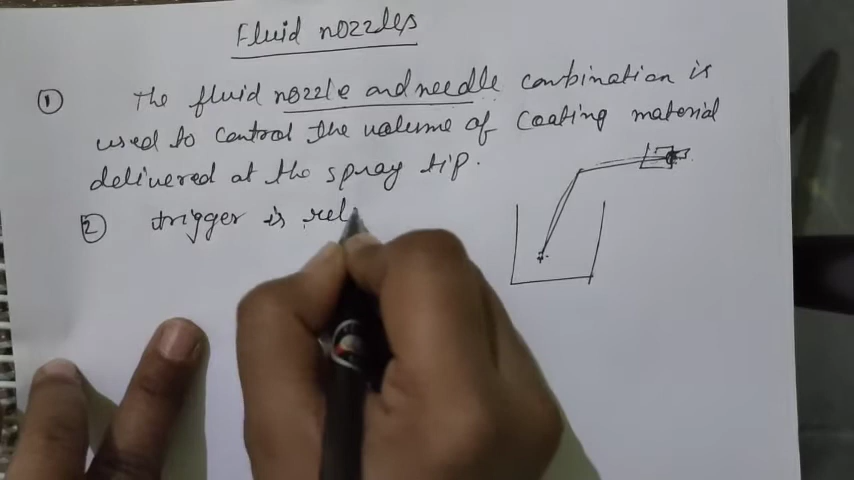 Fluid nozzles
① The fluid nozzle and needle combination is
used to control the volume of coating material
delivered at the spray tip.
② trigger is rel